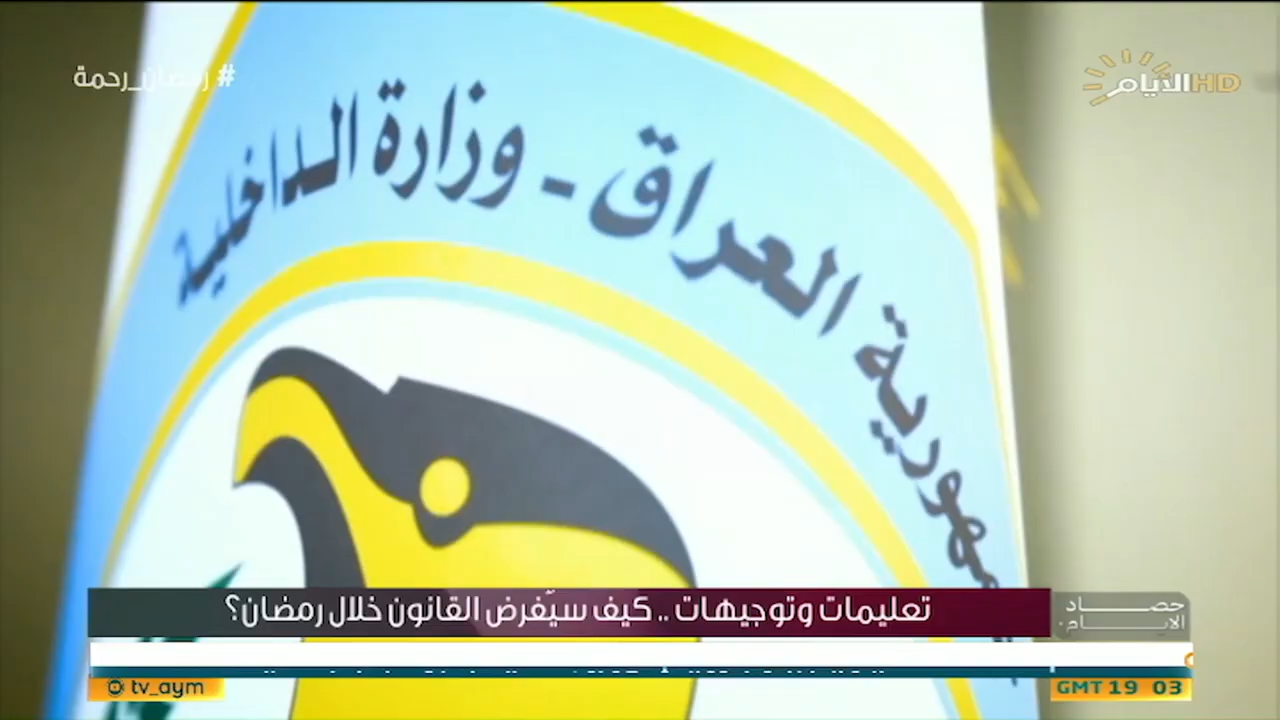 # رمضان_رحمة
الأيام HD
جمهورية العراق - وزارة الداخلية
تعليمات وتوجيهات .. كيف سيُفرض القانون خلال رمضان؟
حصاد
الايام
tv_aym
GMT 19 03